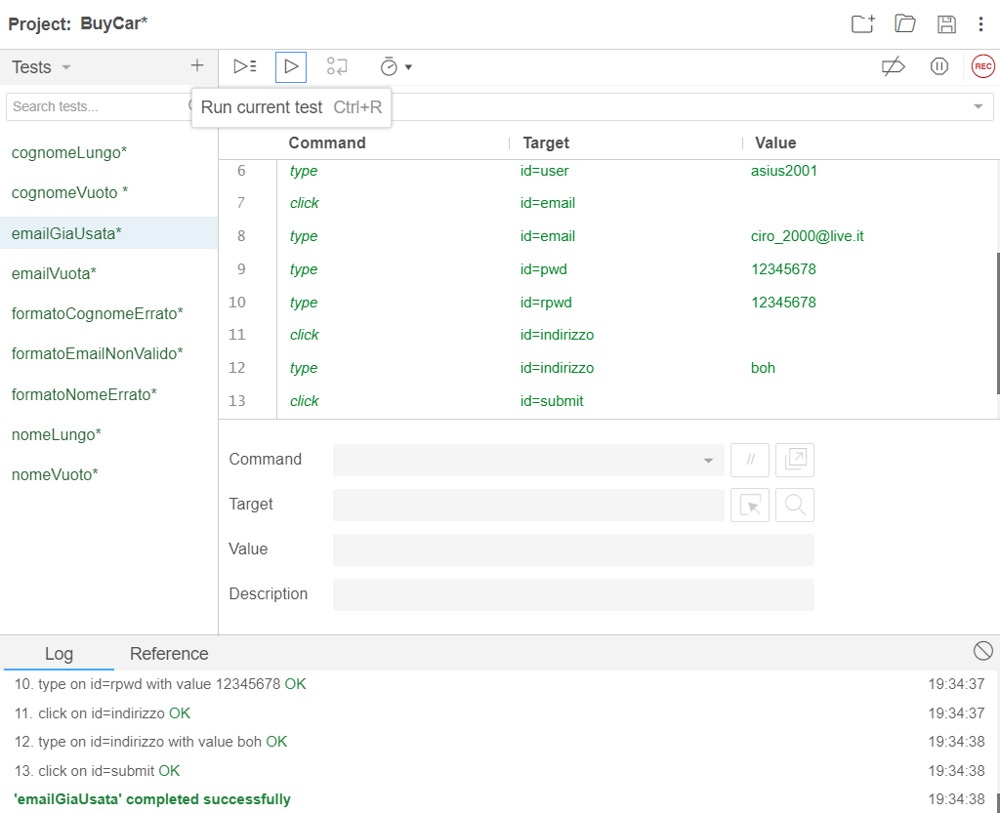 Project: BuyCar*
Tests
REC
Search tests...
Run current test Ctrl+R
Command Target Value
cognomeLungo*
cognomeVuoto *
emailGiaUsata*
emailVuota*
formatoCognomeErrato*
formatoEmailNonValido*
formatoNomeErrato*
nomeLungo*
nomeVuoto*
6 type id=user asius2001
7 click id=email
8 type id=email ciro_2000@live.it
9 type id=pwd 12345678
10 type id=rpwd 12345678
11 click id=indirizzo
12 type id=indirizzo boh
13 click id=submit
Command //
Target
Value
Description
Log Reference
10. type on id=rpwd with value 12345678 OK 19:34:37
11. click on id=indirizzo OK 19:34:37
12. type on id=indirizzo with value boh OK 19:34:38
13. click on id=submit OK 19:34:38
'emailGiaUsata' completed successfully 19:34:38